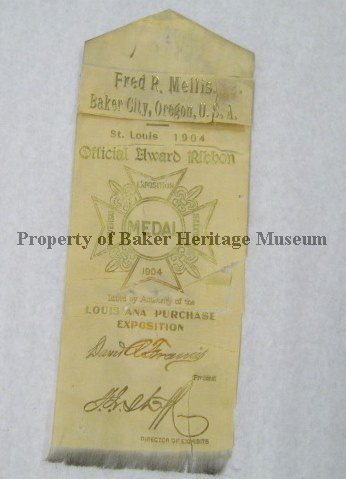 Fred R. Mellis
Baker City, Oregon, U.S.A.
St. Louis 1904
Official Award Ribbon
EXPOSITION
MEDAL
1904
Property of Baker Heritage Museum
Issued by Authority of the
LOUISIANA PURCHASE
EXPOSITION
David R. Francis
President
DIRECTOR OF EXHIBITS